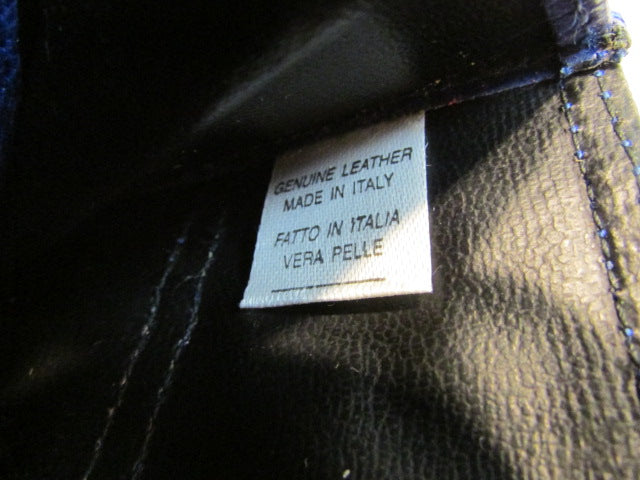 GENUINE LEATHER
MADE IN ITALY
FATTO IN ITALIA
VERA PELLE